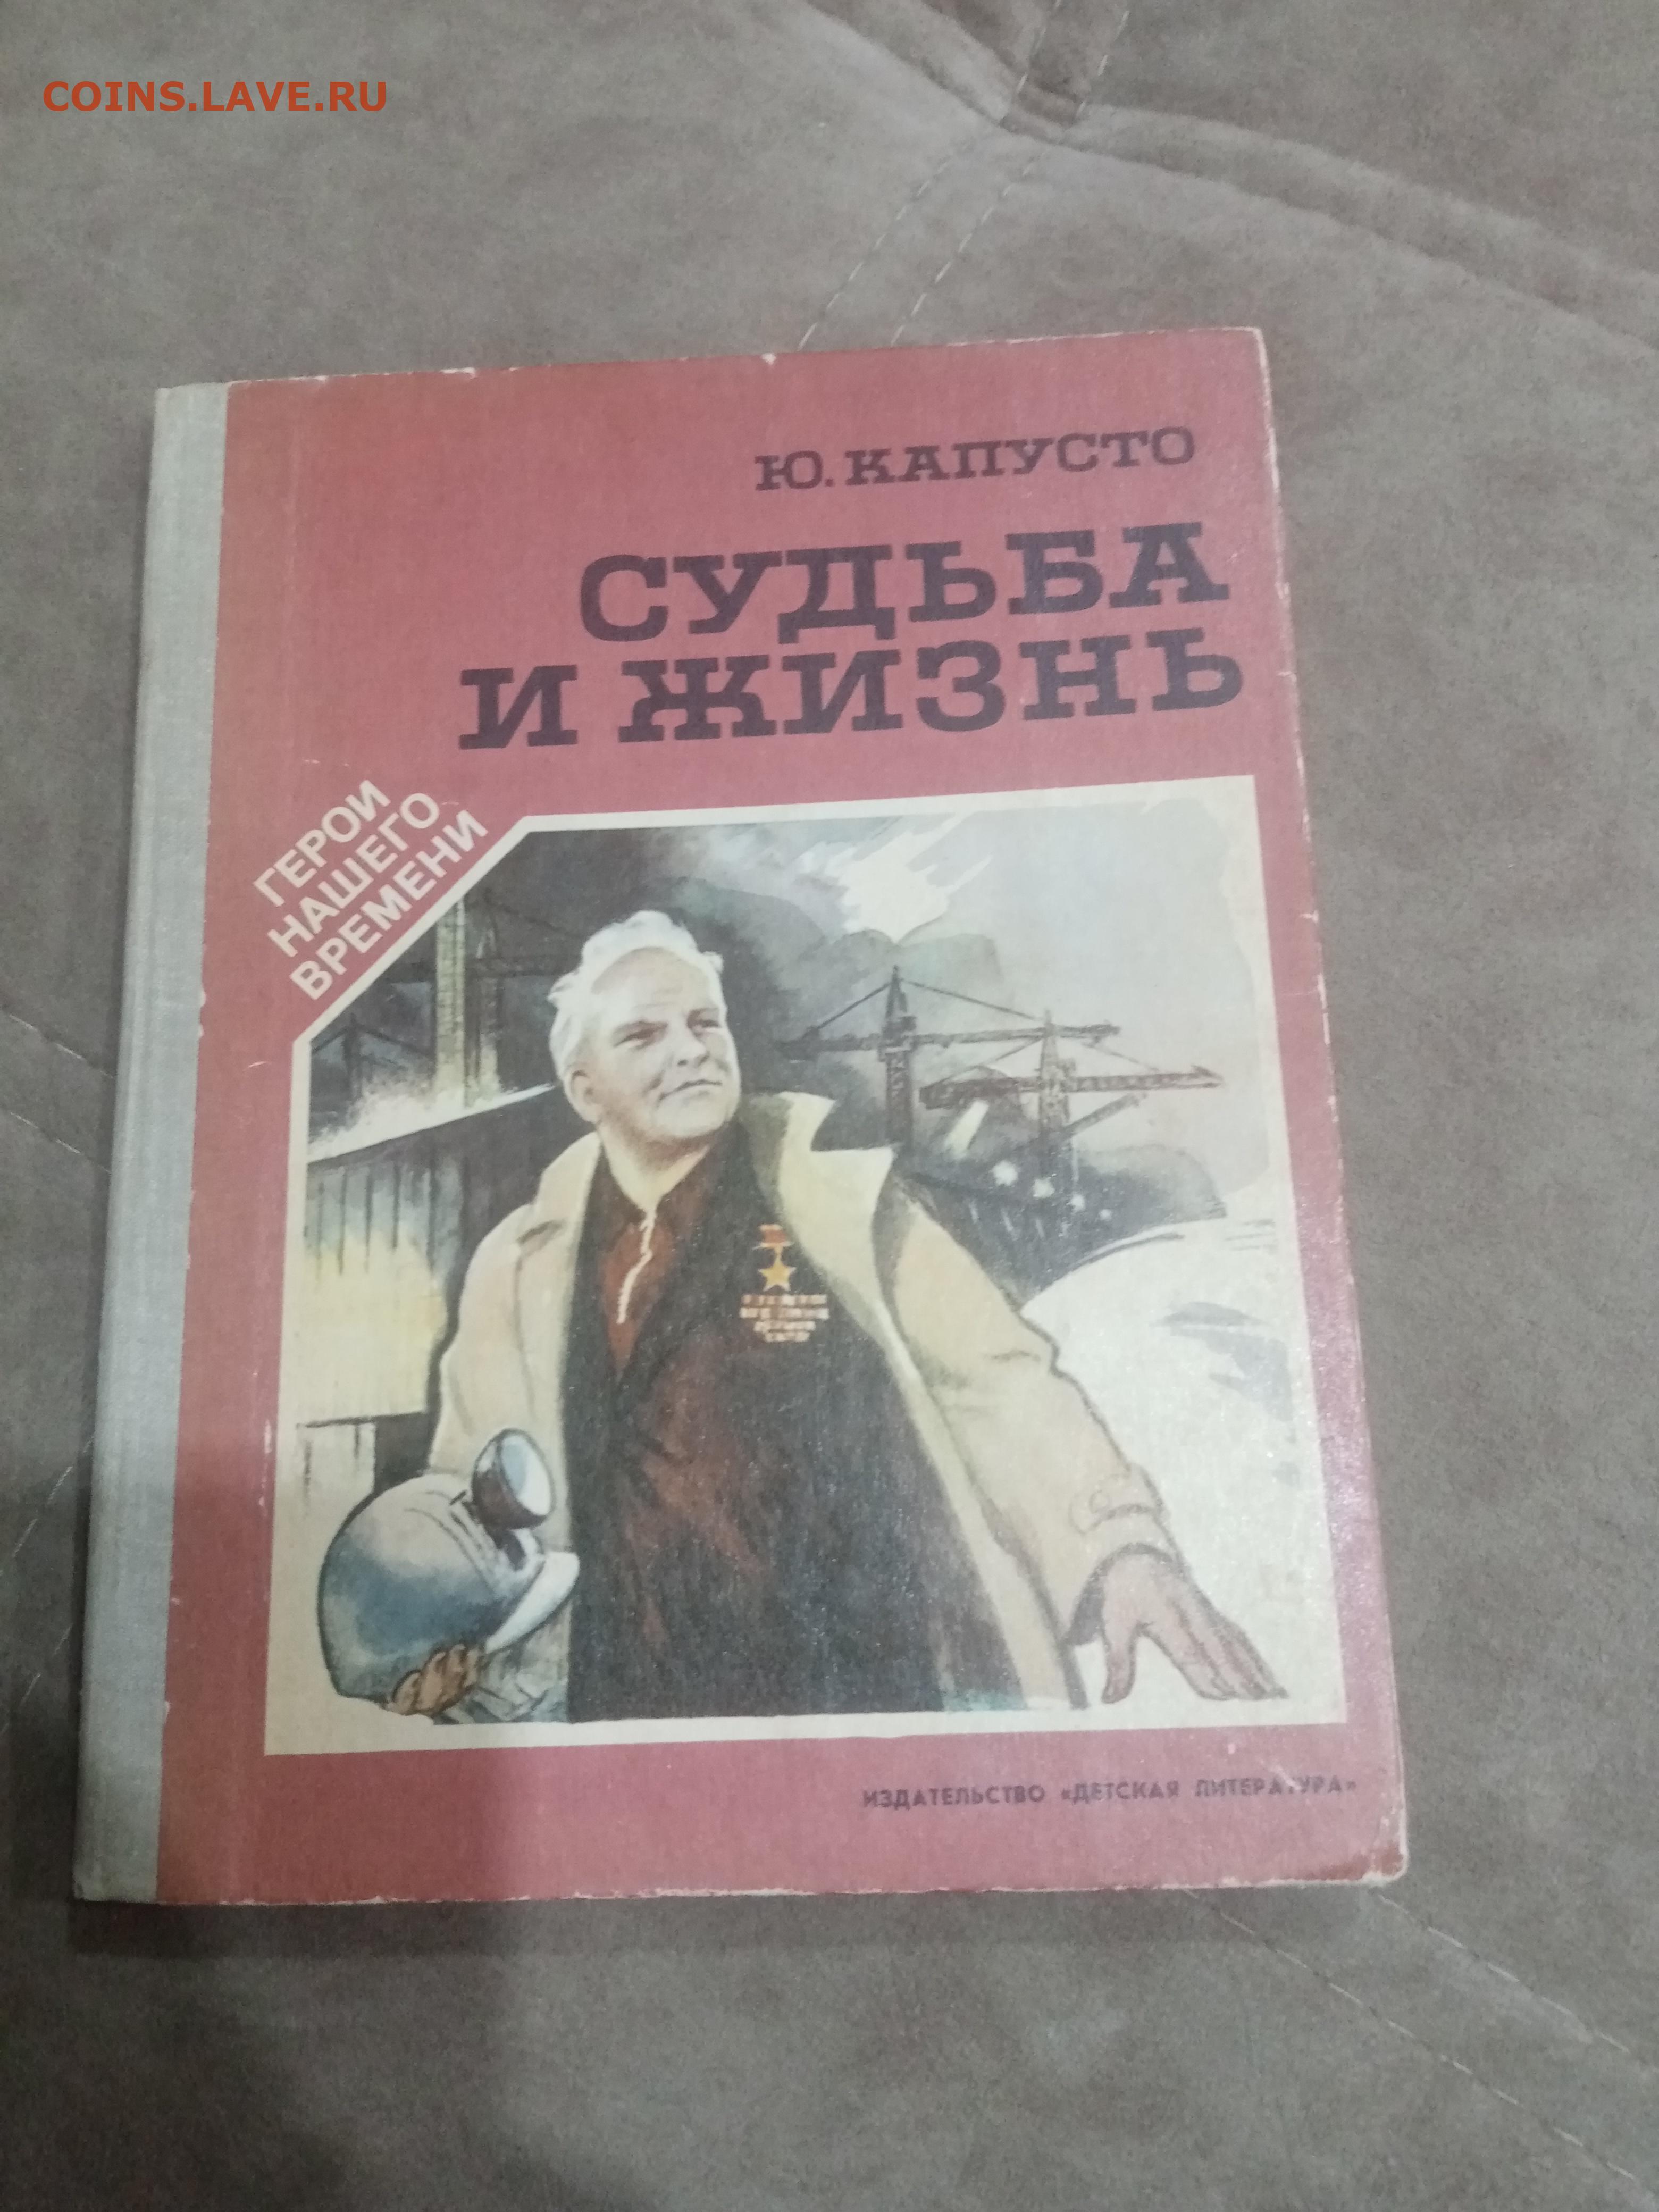 COINS.LAVE.RU
Ю. КАПУСТО
СУДЬБА
И ЖИЗНЬ
ГЕРОИ
НАШЕГО
ВРЕМЕНИ
ИЗДАТЕЛЬСТВО «ДЕТСКАЯ ЛИТЕРАТУРА»